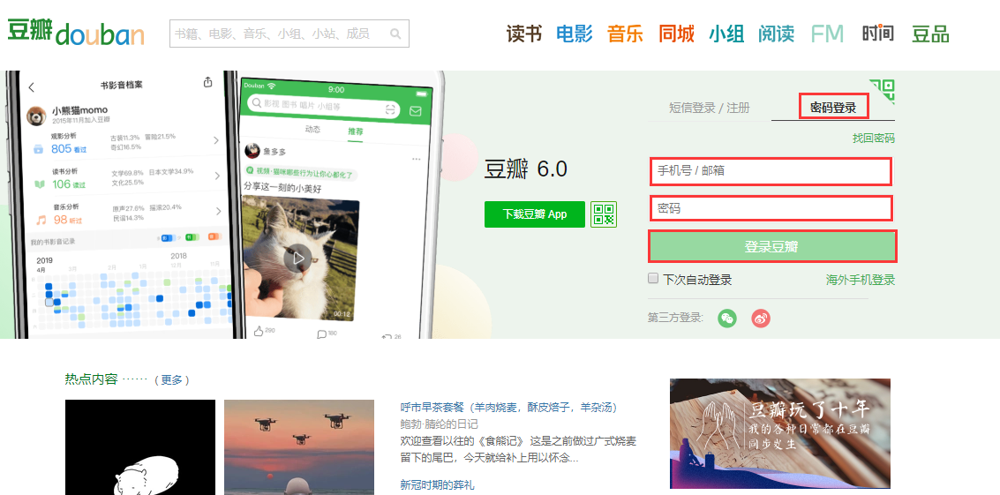 豆瓣douban
书籍、电影、音乐、小组、小站、成员
读书 电影 音乐 同城 小组 阅读 FM 时间 豆品
书影音档案
小熊猫momo
2015年11月加入豆瓣
观影分析
805 看过
古装11.3% 冒险21.5%
奇幻16.5%
读书分析
106 读过
文学69.8% 日本文学34.9%
文化25.5%
音乐分析
98 听过
原声27.6% 摇滚20.4%
民谣14.3%
我的书影音记录
2019
2018
4月
3月
2月
1月
12月
11月
Douban
9:00
影视 图书 唱片 小组等
动态
推荐
鱼多多
视频·猫咪哪些行为让你心都化了
分享这一刻的小美好
00:12
290
180
26
豆瓣 6.0
下载豆瓣 App
短信登录 / 注册
密码登录
找回密码
手机号 / 邮箱
密码
登录豆瓣
下次自动登录
海外手机登录
第三方登录:
热点内容 ······ ( 更多 )
呼市早茶套餐（羊肉烧麦，酥皮焙子，羊杂汤）
鲍勃·腈纶的日记
欢迎查看以往的《食熊记》 这是之前做过广式烧麦
留下的尾巴，今天就给补上用以怀念...
新冠时期的葬礼
豆瓣玩了十年
我的各种日常都在豆瓣
同步发生